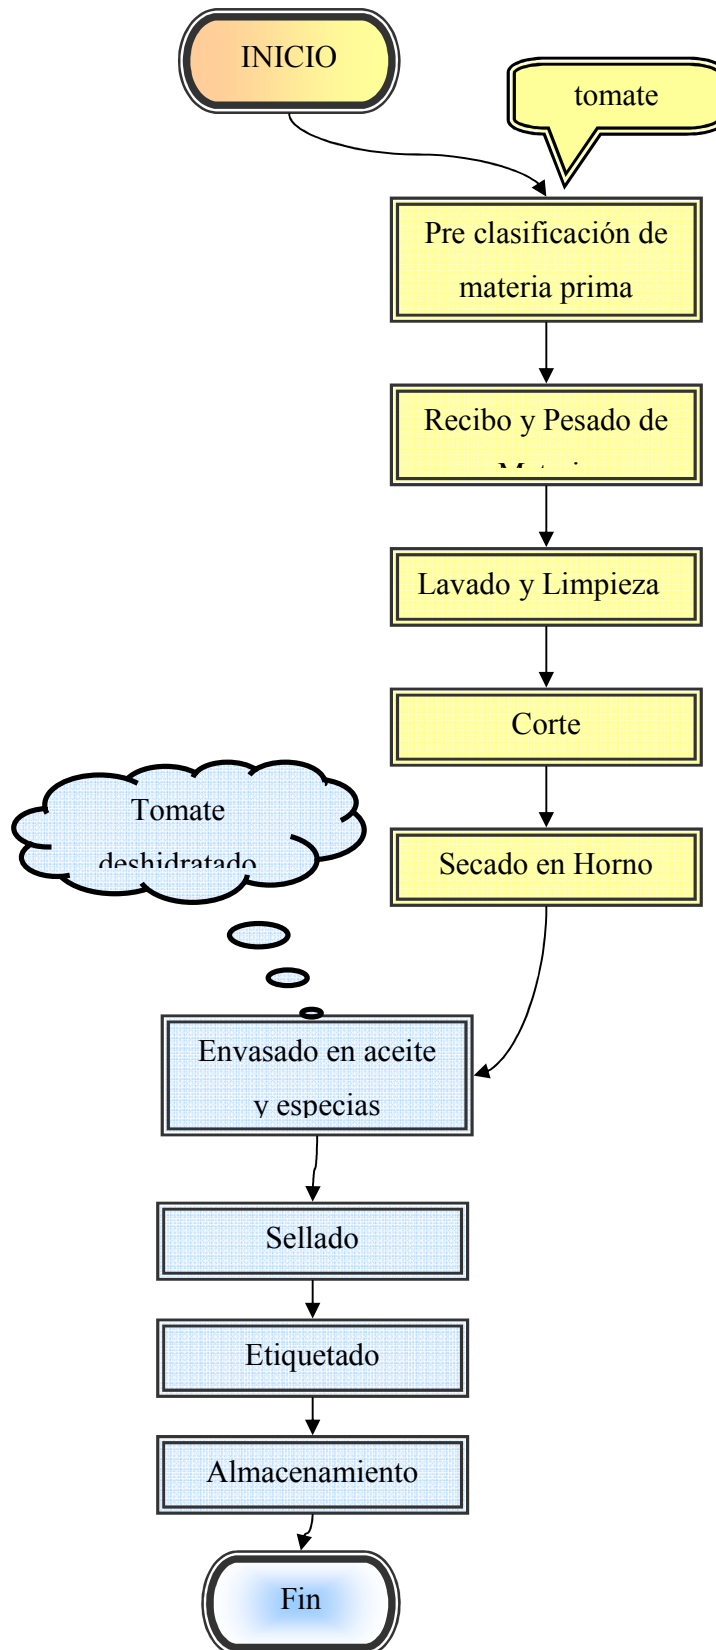 INICIO
tomate
Pre clasificación de
materia prima
Recibo y Pesado de
Lavado y Limpieza
Corte
Tomate
deshidratado
Secado en Horno
Envasado en aceite
y especias
Sellado
Etiquetado
Almacenamiento
Fin